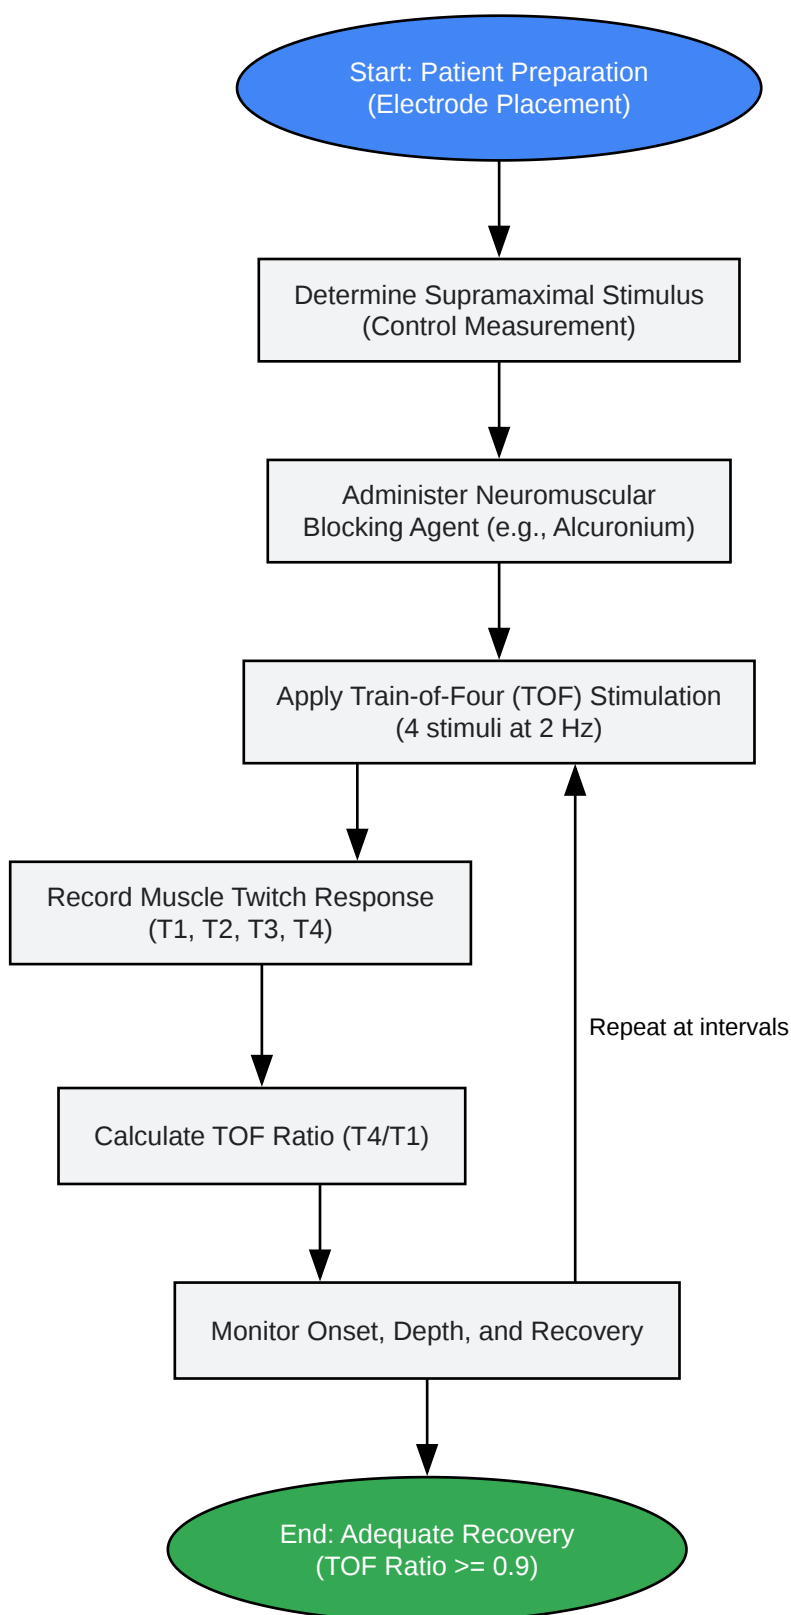 Start: Patient Preparation
(Electrode Placement)
Determine Supramaximal Stimulus
(Control Measurement)
Administer Neuromuscular
Blocking Agent (e.g., Alcuronium)
Apply Train-of-Four (TOF) Stimulation
(4 stimuli at 2 Hz)
Record Muscle Twitch Response
(T1, T2, T3, T4)
Repeat at intervals
Calculate TOF Ratio (T4/T1)
Monitor Onset, Depth, and Recovery
End: Adequate Recovery
(TOF Ratio >= 0.9)